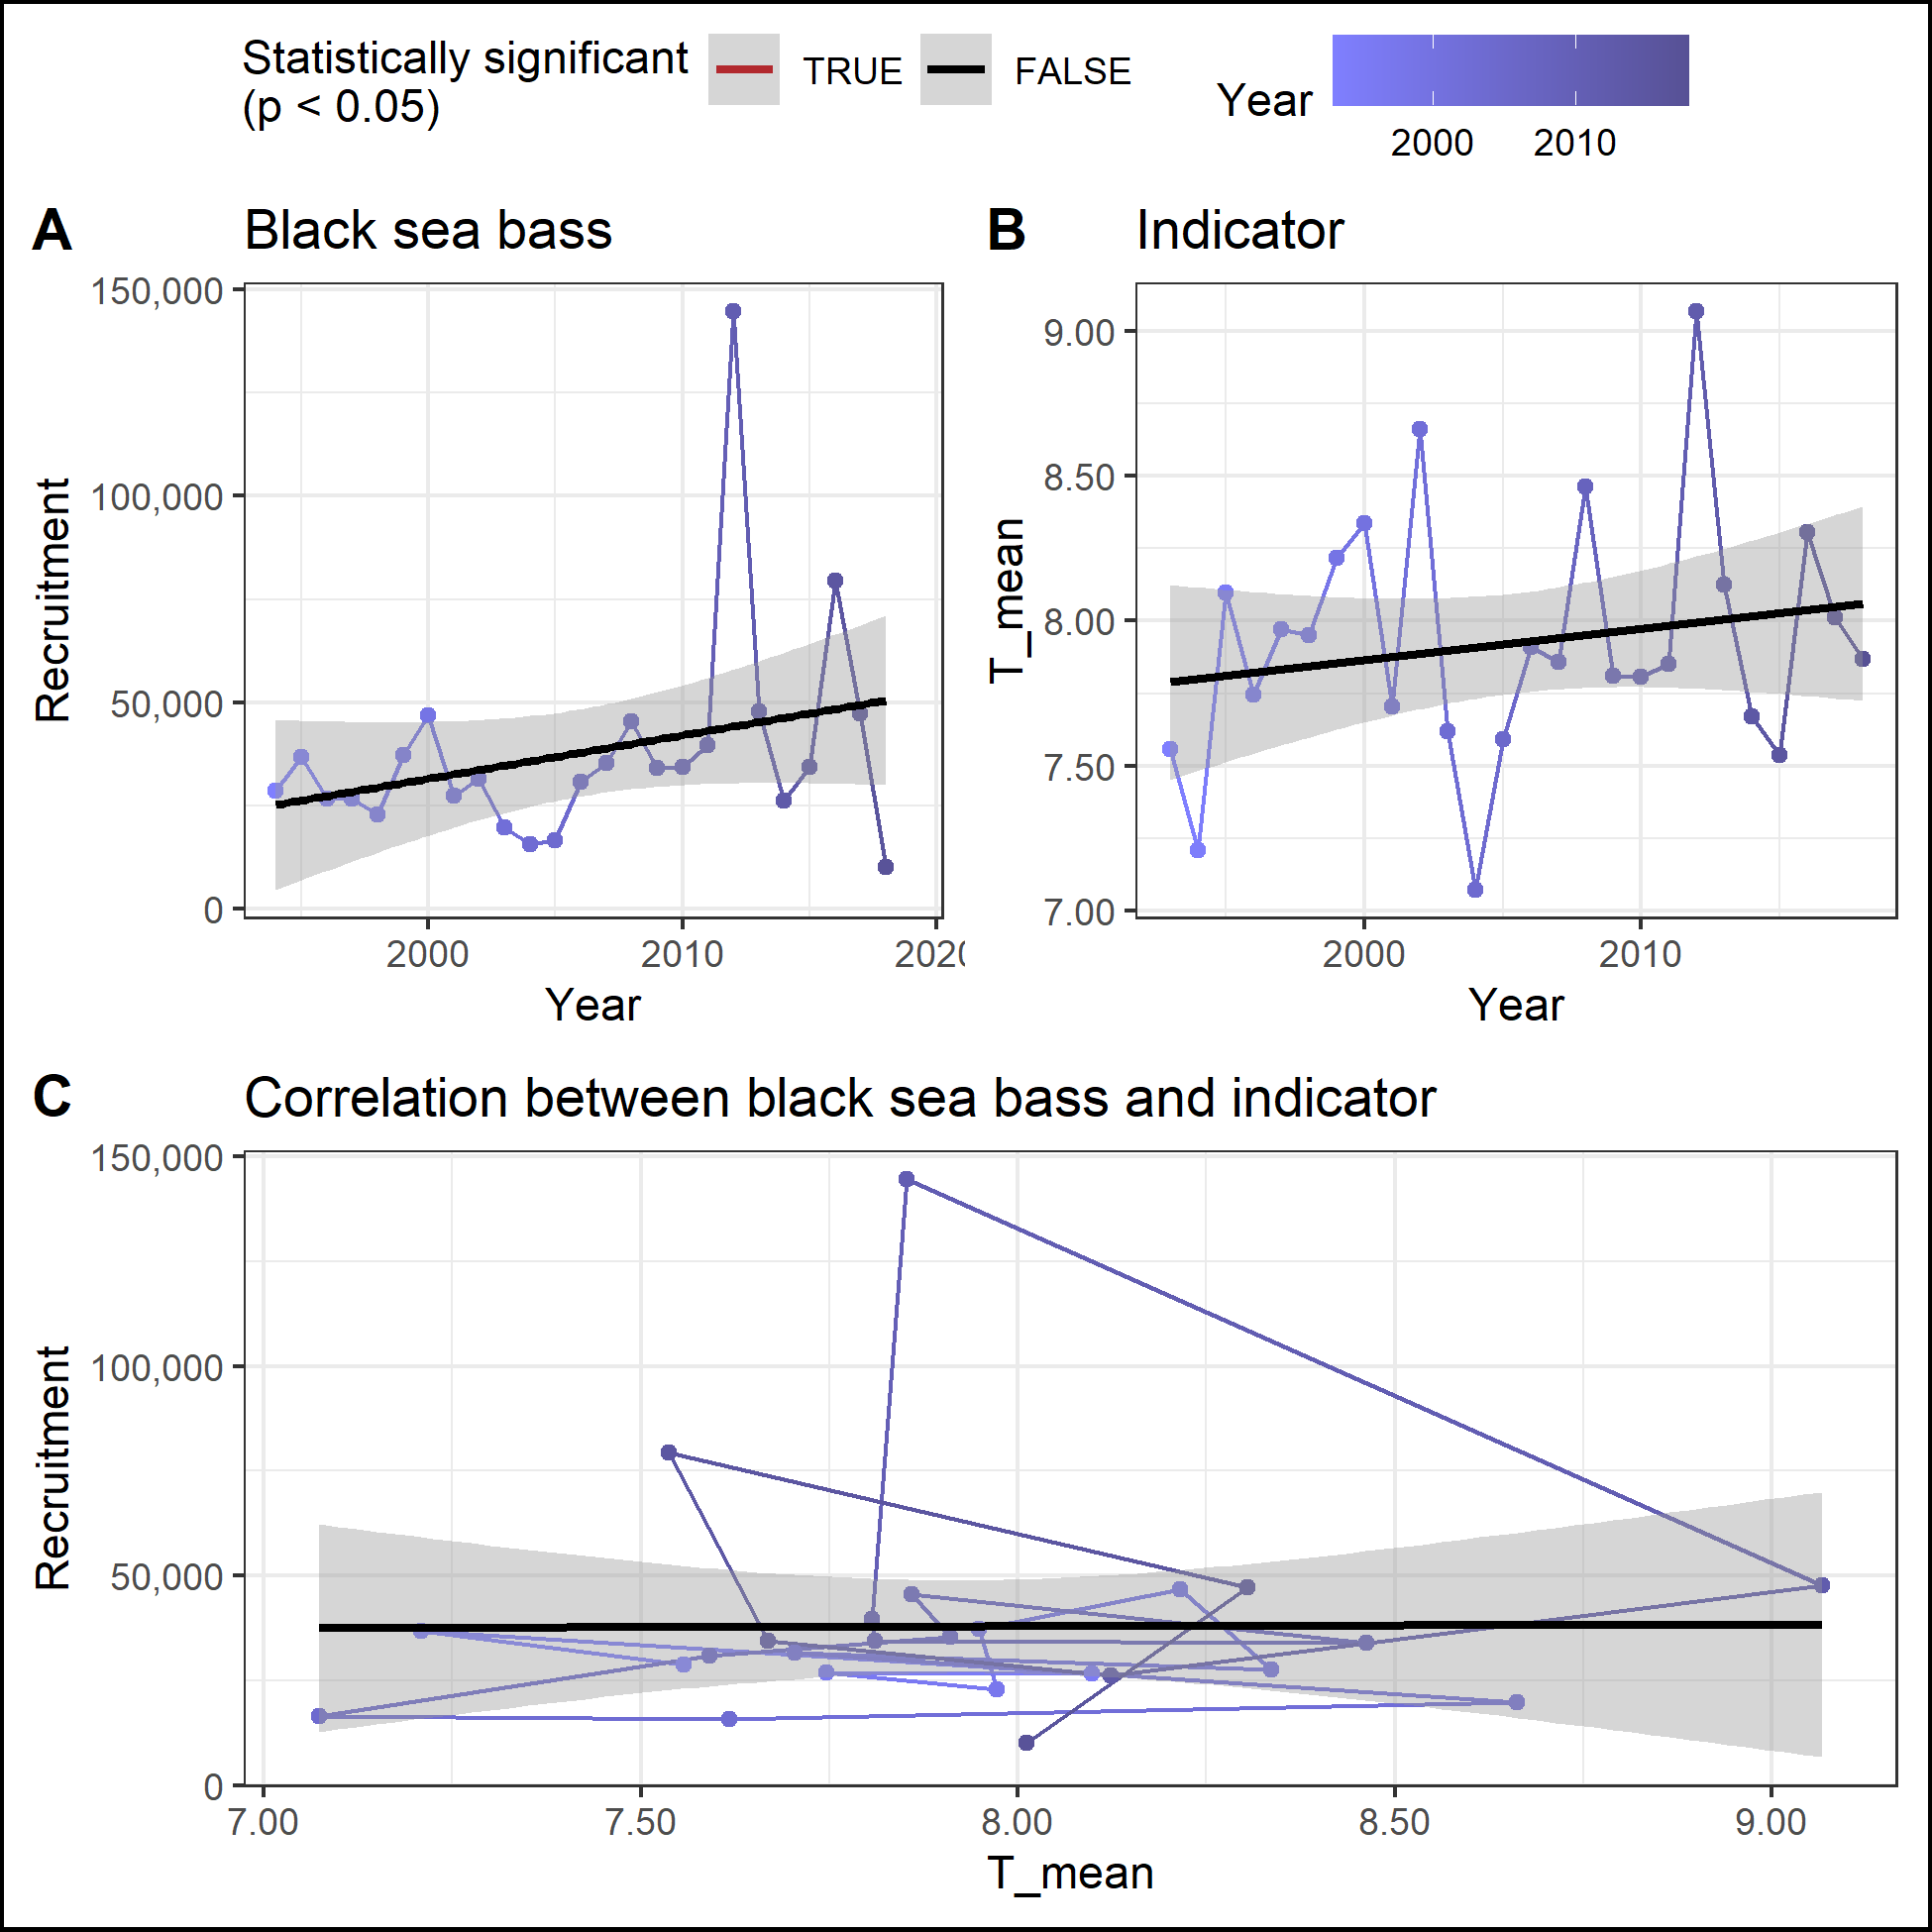 Statistically significant
(p < 0.05)
TRUE
FALSE
Year
2000
2010
A
Black sea bass
150,000
100,000
50,000
0
Recruitment
2000
2010
202
Year
B
Indicator
9.00
8.50
8.00
7.50
7.00
T_mean
2000
2010
Year
C
Correlation between black sea bass and indicator
150,000
100,000
50,000
0
Recruitment
7.00
7.50
8.00
8.50
9.00
T_mean